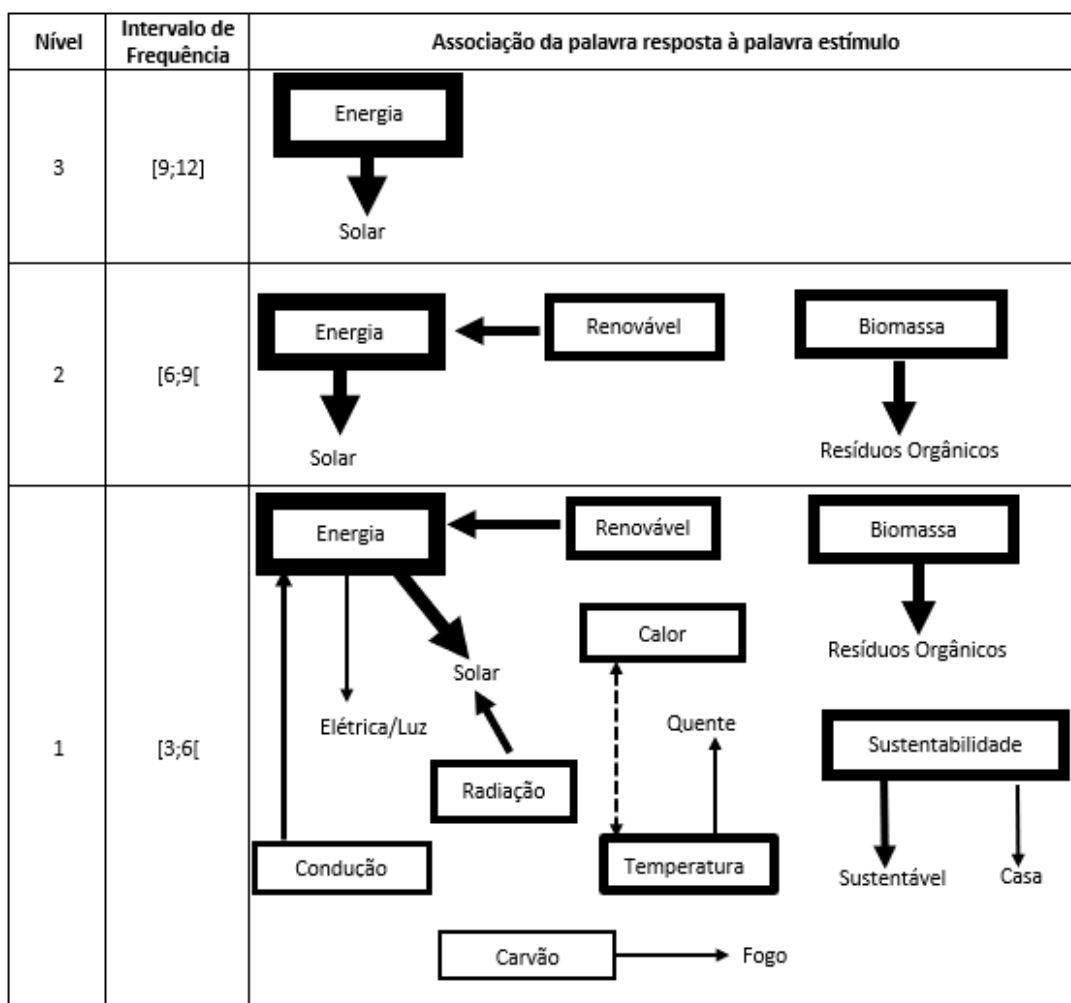 Nível
Intervalo de
Frequência
Associação da palavra resposta à palavra estímulo
3
[9;12]
Energia
Solar
2
[6;9[
Energia
Renovável
Biomassa
Solar
Resíduos Orgânicos
1
[3;6[
Energia
Renovável
Biomassa
Calor
Solar
Resíduos Orgânicos
Elétrica/Luz
Quente
Sustentabilidade
Radiação
Condução
Temperatura
Sustentável
Casa
Carvão
Fogo